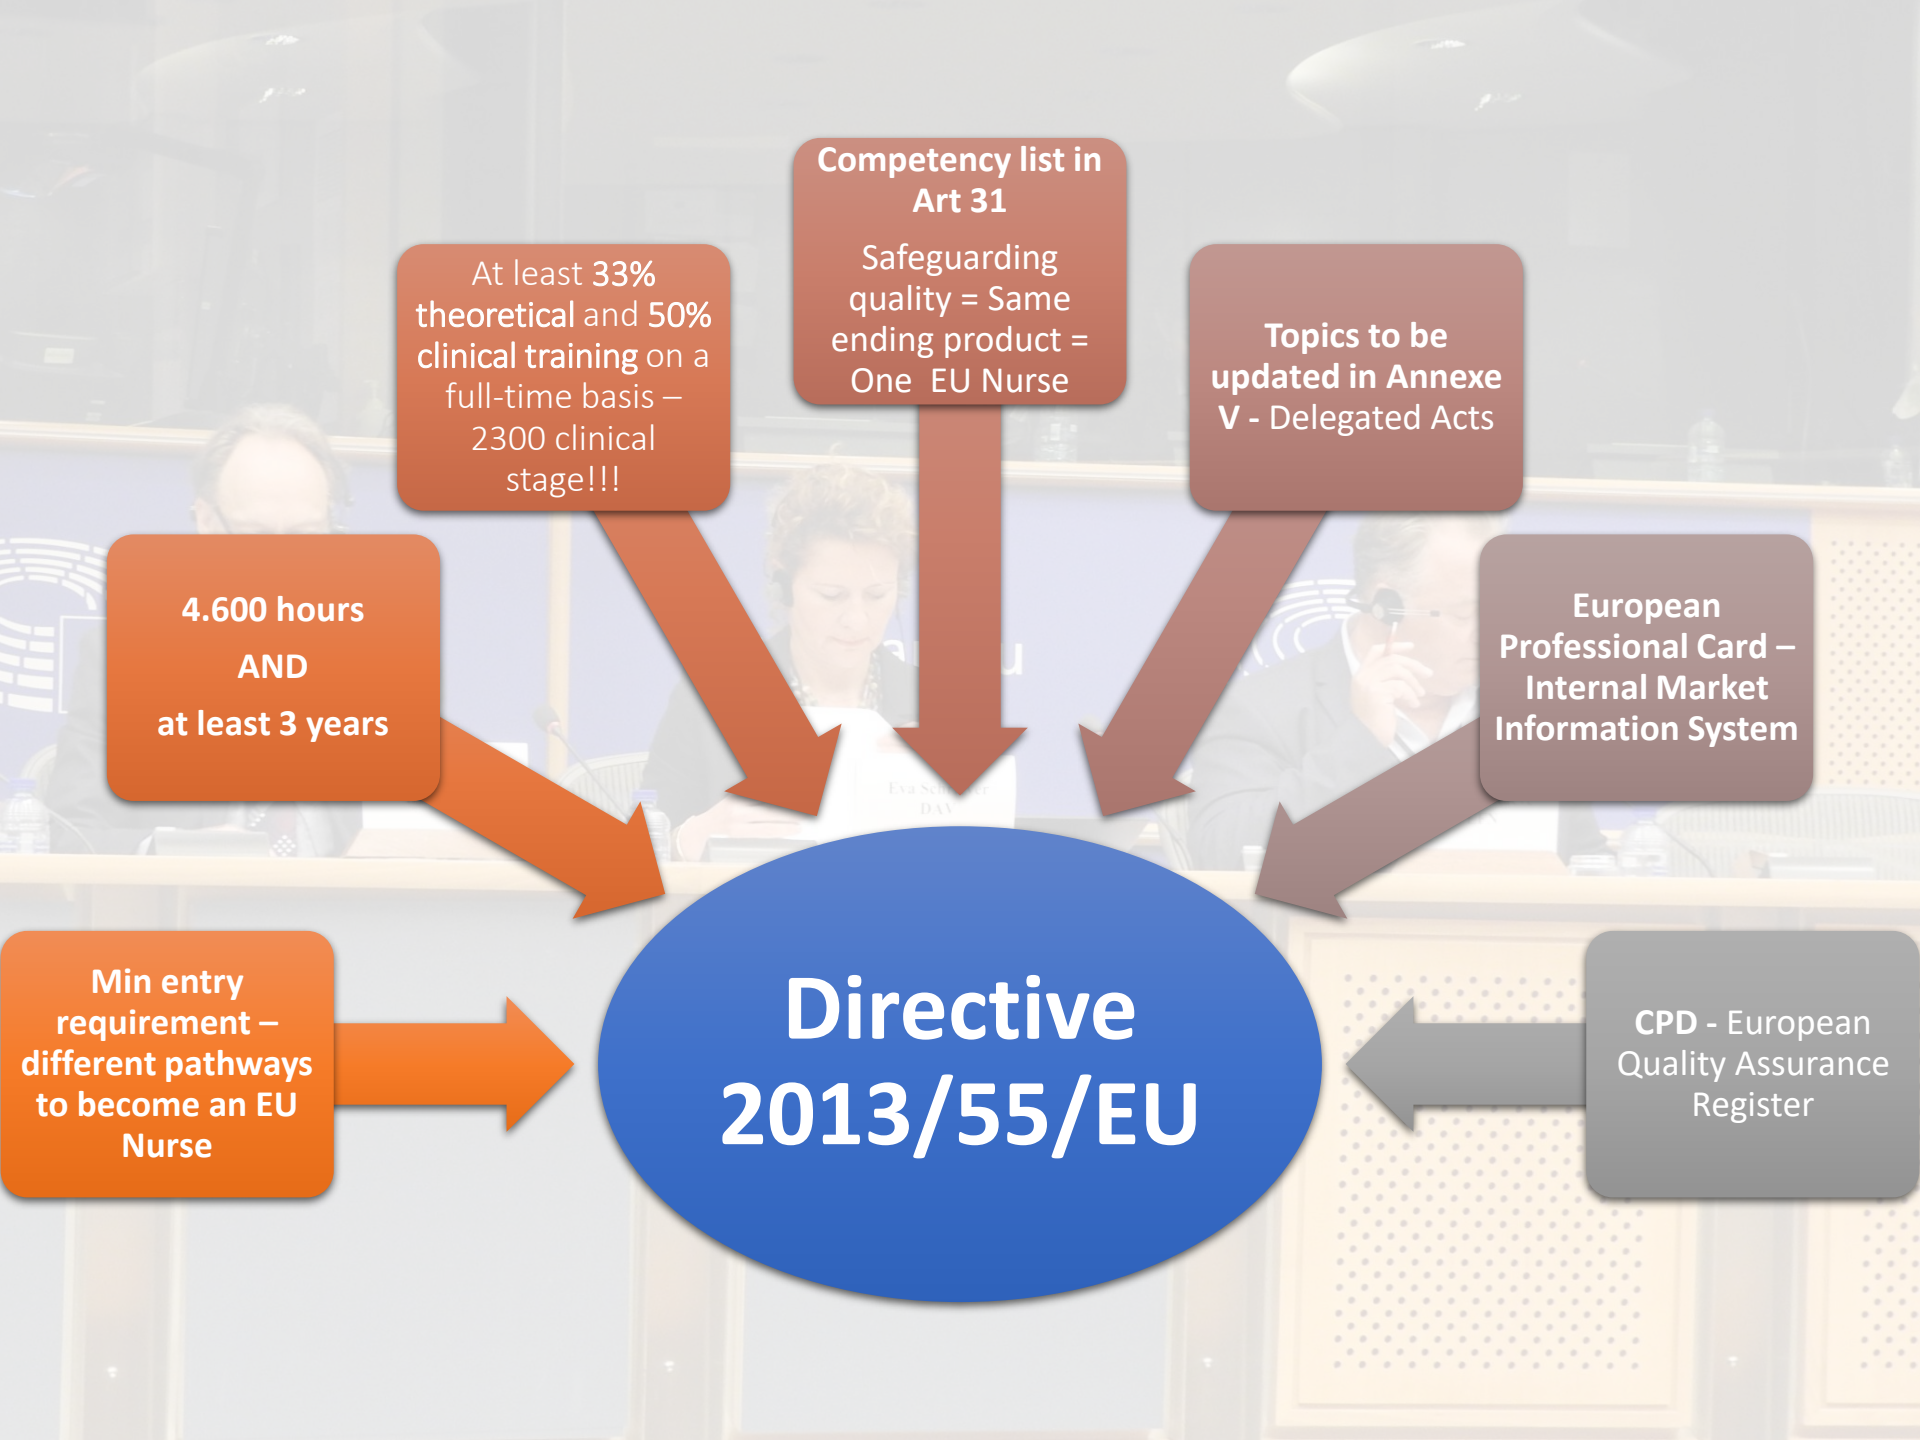 Competency list in
Art 31
Safeguarding
quality = Same
ending product =
One EU Nurse
At least 33%
theoretical and 50%
clinical training on a
full-time basis –
2300 clinical
stage!!!
Topics to be
updated in Annexe
V - Delegated Acts
4.600 hours
AND
at least 3 years
European
Professional Card –
Internal Market
Information System
Min entry
requirement –
different pathways
to become an EU
Nurse
Directive
2013/55/EU
CPD - European
Quality Assurance
Register
Eva